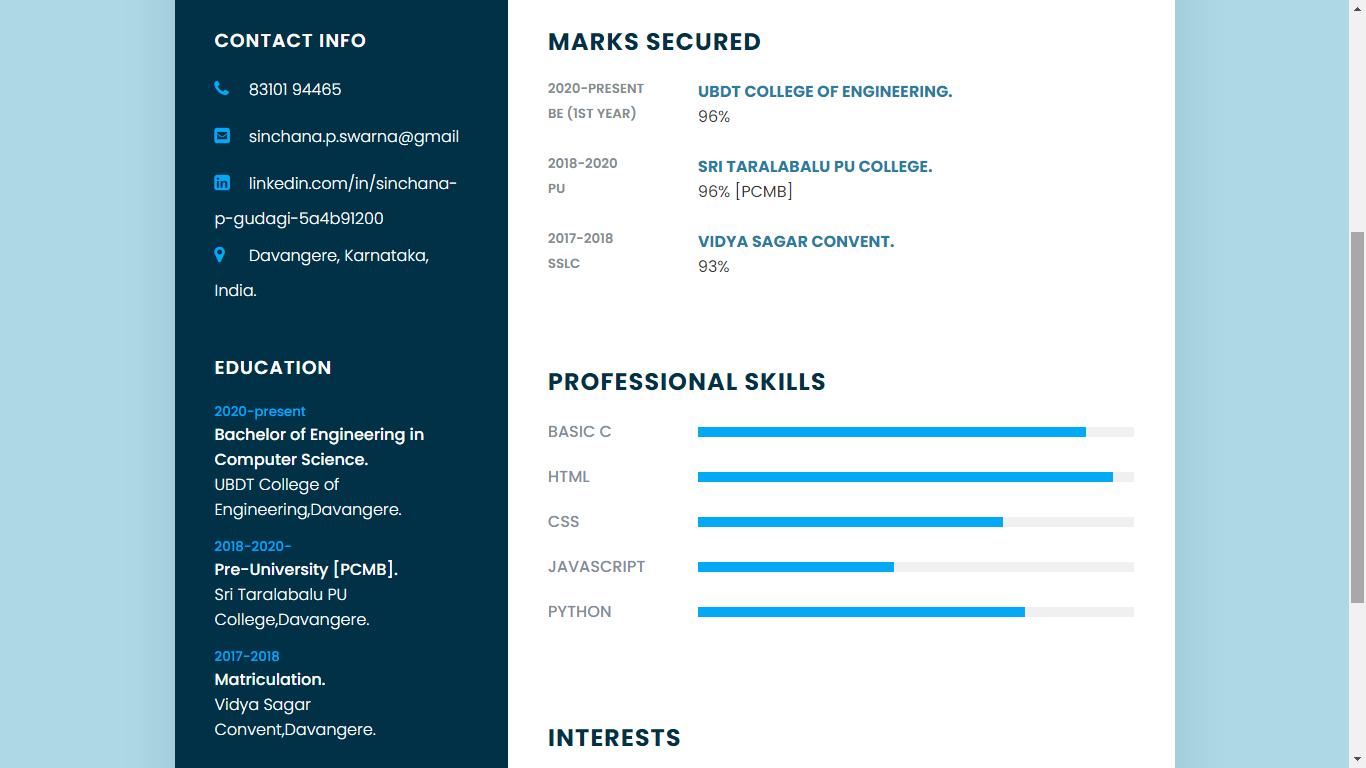 CONTACT INFO
83101 94465
sinchana.p.swarna@gmail
linkedin.com/in/sinchana-
p-gudagi-5a4b91200
Davangere, Karnataka,
India.
EDUCATION
2020-present
Bachelor of Engineering in
Computer Science.
UBDT College of
Engineering,Davangere.
2018-2020-
Pre-University [PCMB].
Sri Taralabalu PU
College,Davangere.
2017-2018
Matriculation.
Vidya Sagar
Convent,Davangere.
MARKS SECURED
2020-PRESENT
BE (1ST YEAR)
UBDT COLLEGE OF ENGINEERING.
96%
2018-2020
PU
SRI TARALABALU PU COLLEGE.
96% [PCMB]
2017-2018
SSLC
VIDYA SAGAR CONVENT.
93%
PROFESSIONAL SKILLS
BASIC C
HTML
CSS
JAVASCRIPT
PYTHON
INTERESTS